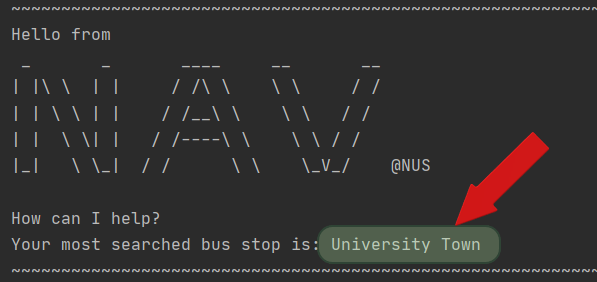 ~~~~~~~~~~~~~~~~~~~~~~~~~~~~~~~~~~~~~~~~~~~~~~~~~~~~~~~~~~~
Hello from
 _       _       ____     __      __
| |\ \  | |     / /\ \    \ \     / /
| | \ \ | |    / /__\ \    \ \   / /
| |  \ \| |   / /----\ \    \ \ / /
|_|   \ \_|  / /      \ \    \_V_/    @NUS
How can I help?
Your most searched bus stop is: University Town
~~~~~~~~~~~~~~~~~~~~~~~~~~~~~~~~~~~~~~~~~~~~~~~~~~~~~~~~~~~